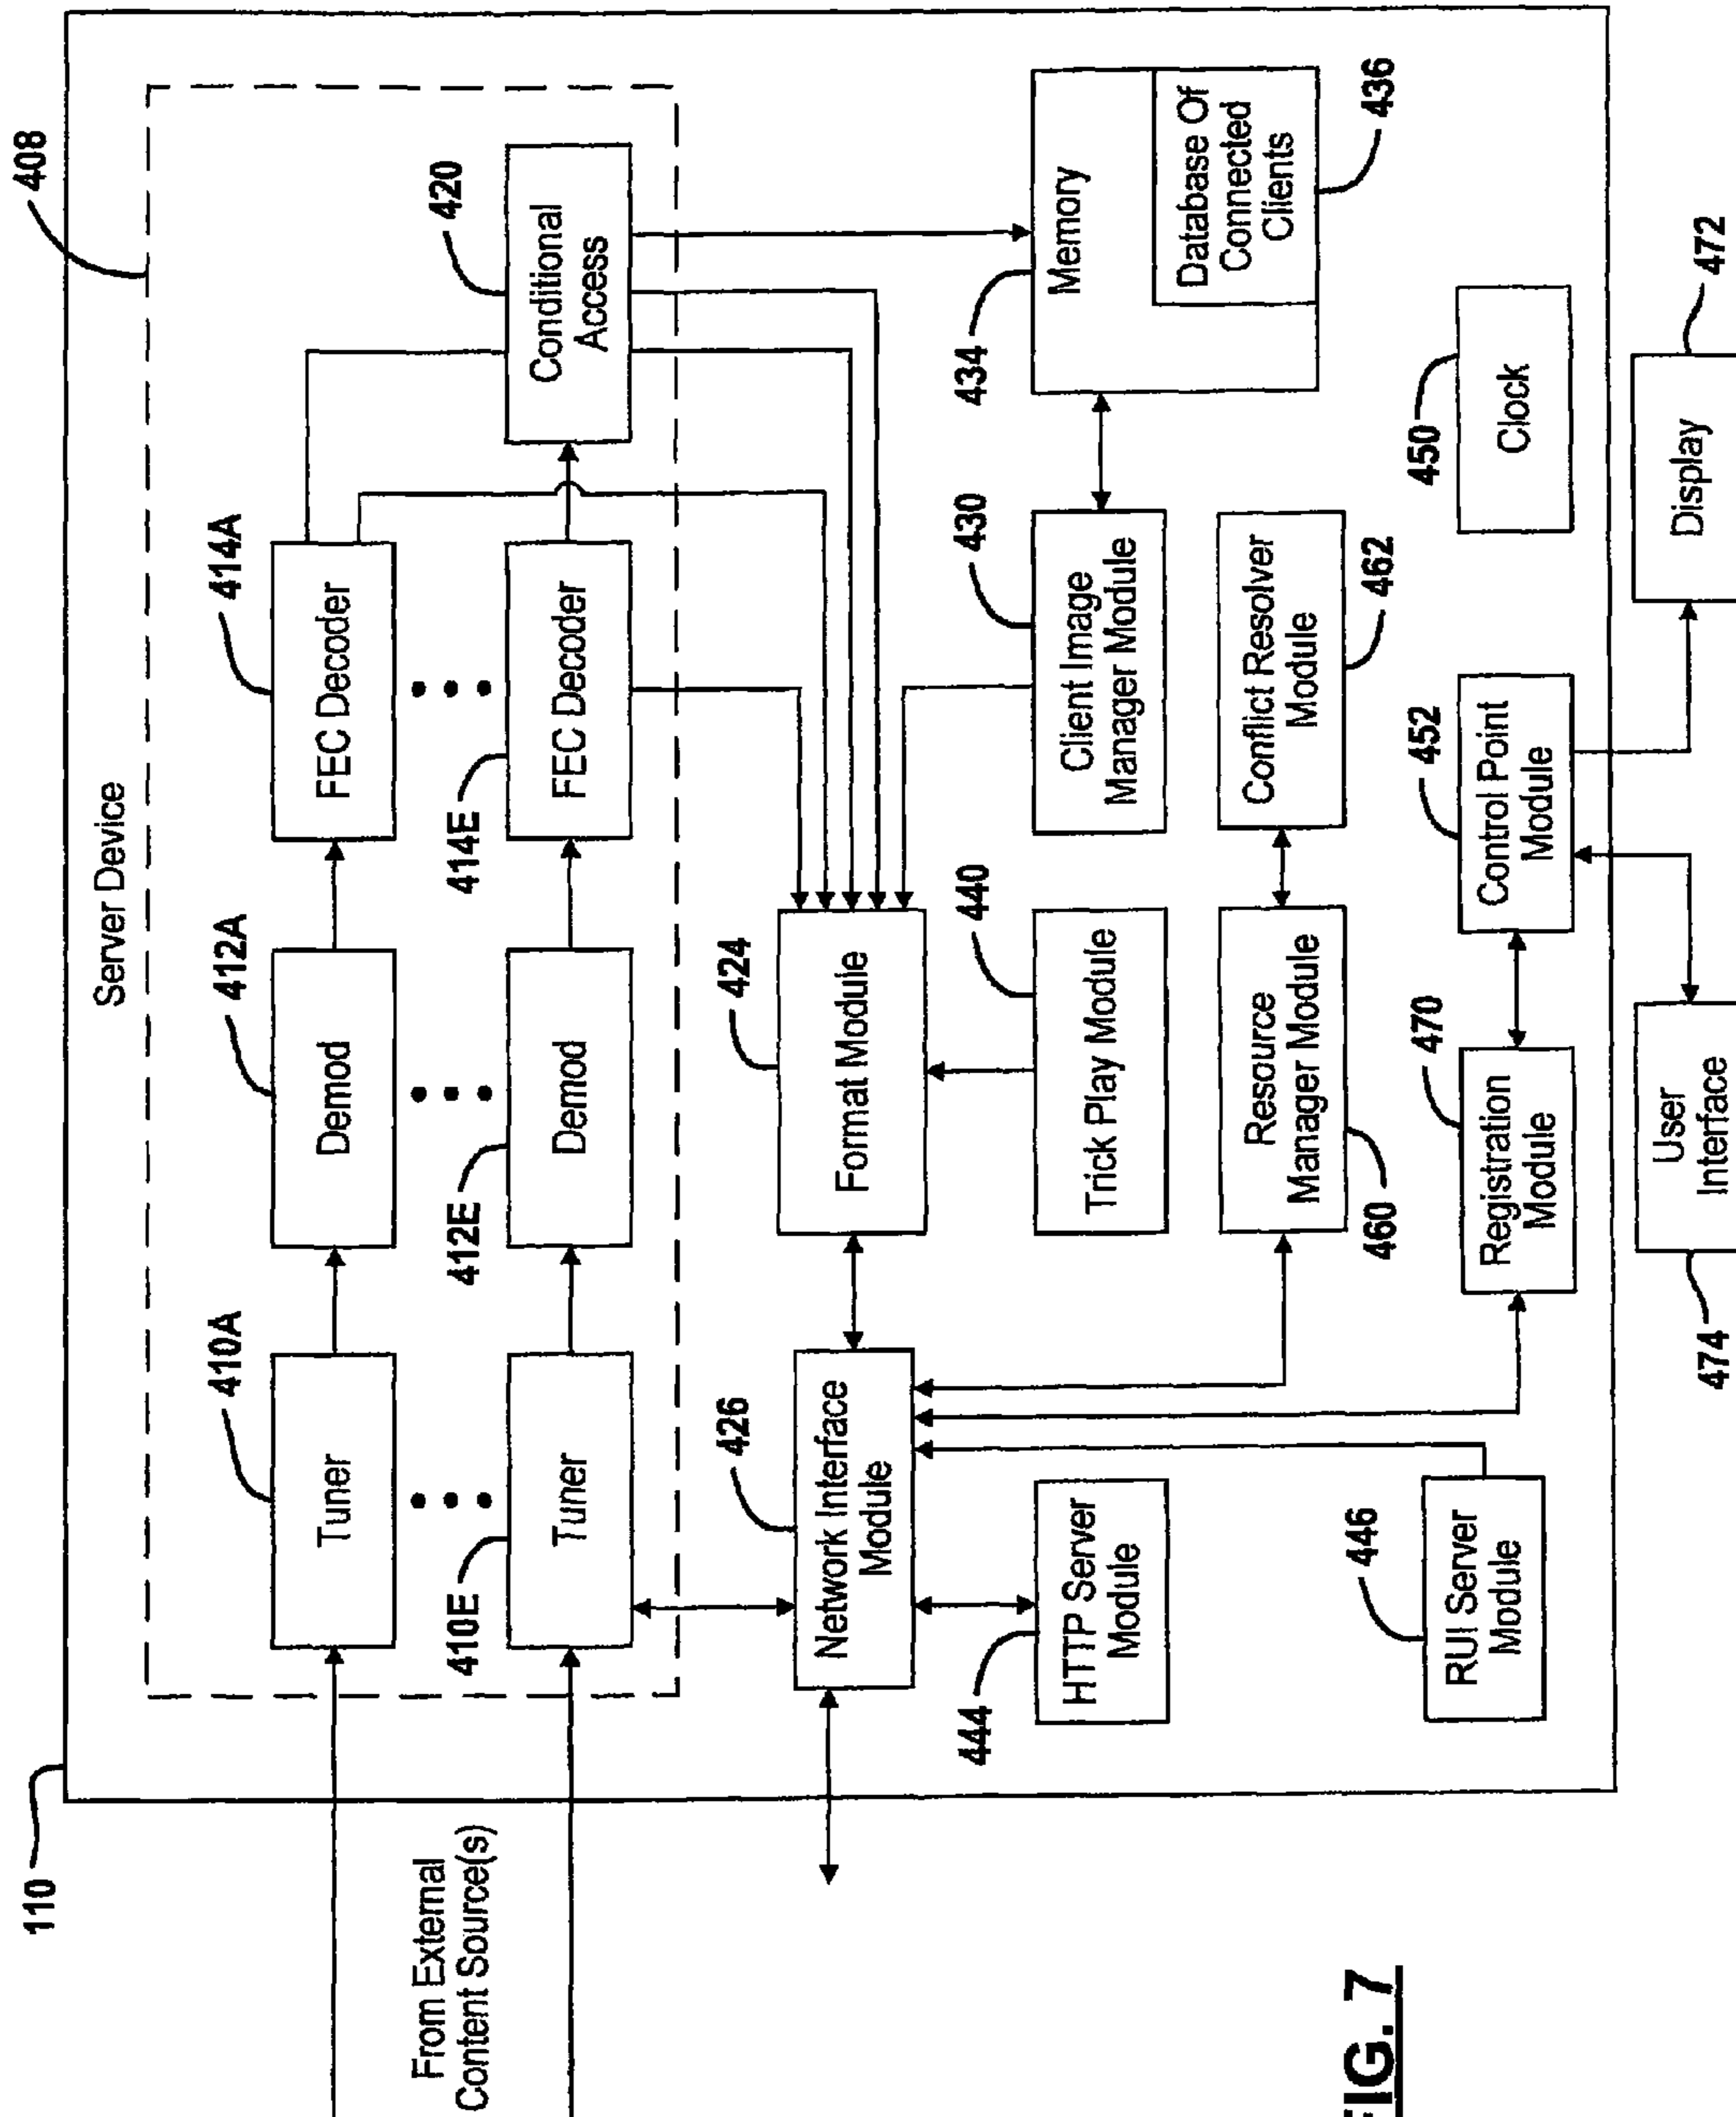 110
408
Server Device
410A
412A
414A
Tuner
Demod
FEC Decoder
410E
412E
414E
420
Tuner
Demod
FEC Decoder
Conditional
Access
From External
Content Source(s)
426
424
Network Interface
Module
Format Module
444
440
430
434
HTTP Server
Module
Trick Play Module
Client Image
Manager Module
Memory
Database Of
Connected
Clients
436
Resource
Manager Module
460
Conflict Resolver
Module
462
446
470
452
450
RUI Server
Module
Registration
Module
Control Point
Module
Clock
474
User
Interface
Display
472
FIG. 7